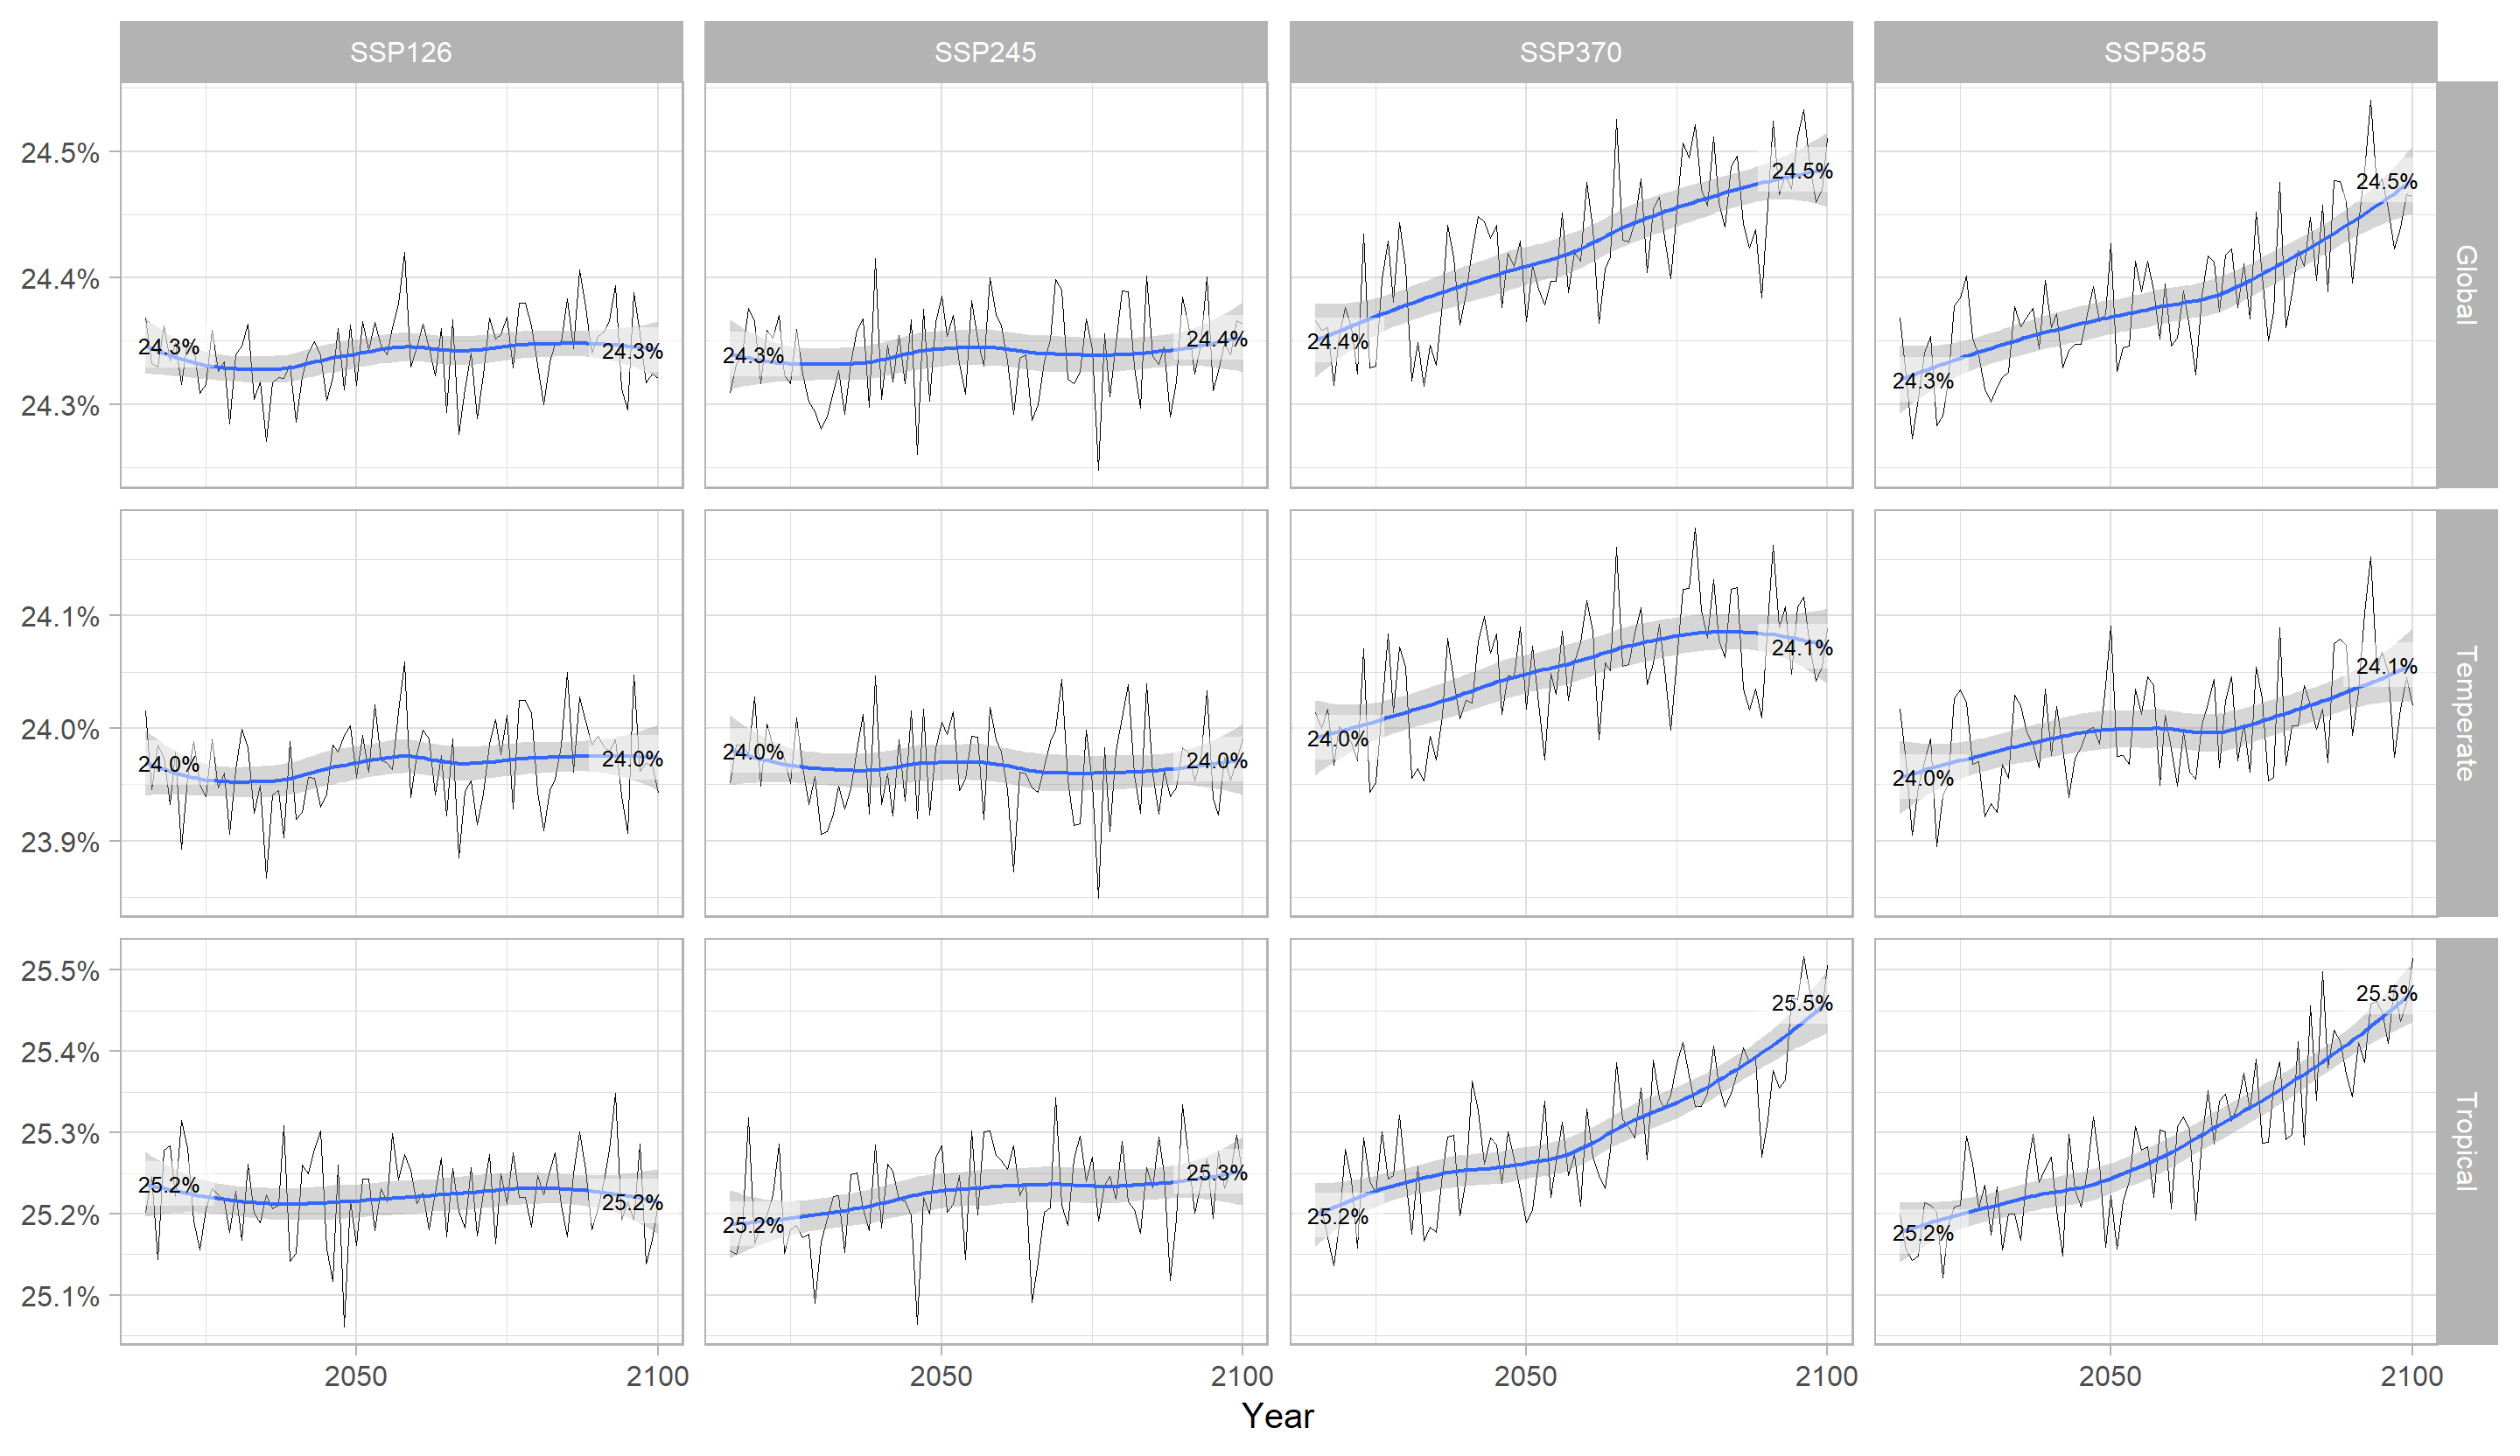 SSP126 SSP245 SSP370 SSP585
24.5%
24.4%
24.3%
24.3% 24.3% 24.3% 24.4% 24.4% 24.5% 24.3% 24.5%
Global
24.1%
24.0%
23.9%
24.0% 24.0% 24.0% 24.0% 24.0% 24.1% 24.0% 24.1%
Temperate
25.5%
25.4%
25.3%
25.2%
25.1%
25.2% 25.2% 25.2% 25.3% 25.2% 25.5% 25.2% 25.5%
Tropical
2050 2100 2050 2100 2050 2100 2050 2100
Year